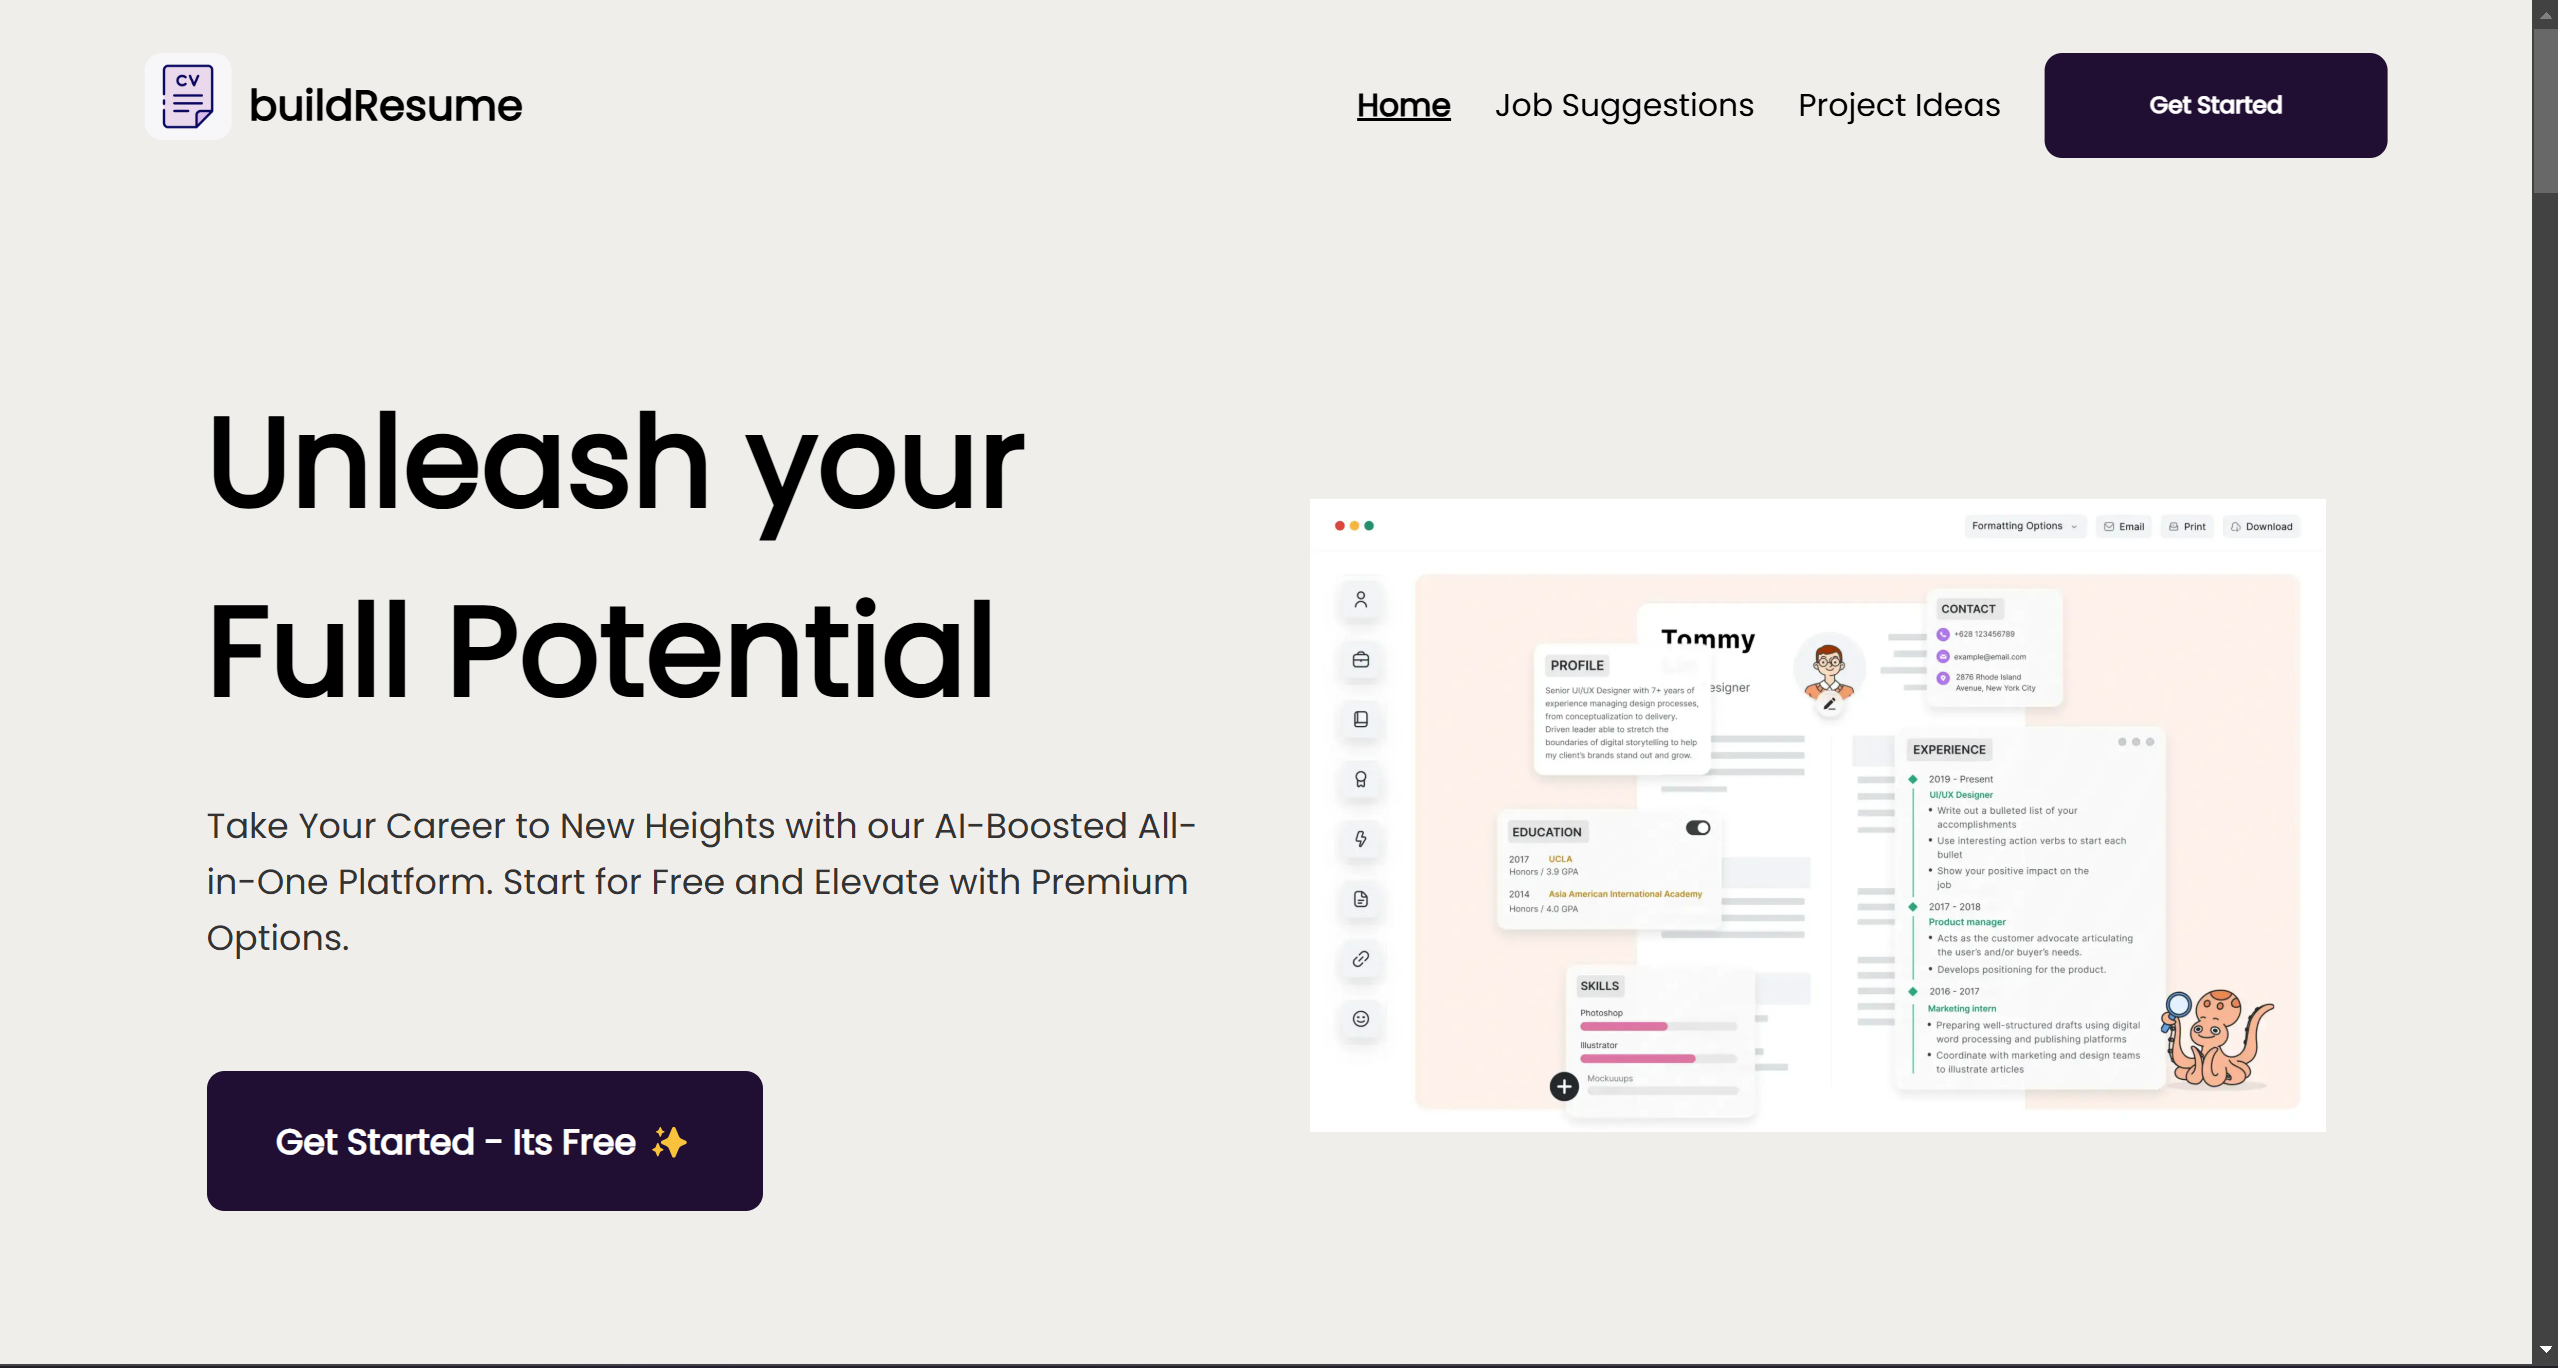 CV
buildResume
Home
Job Suggestions
Project Ideas
Get Started
Unleash your
Full Potential
Take Your Career to New Heights with our AI-Boosted All-
in-One Platform. Start for Free and Elevate with Premium
Options.
Get Started - Its Free ✨
Formatting Options
Email
Print
Download
Tommy
esigner
PROFILE
Senior UI/UX Designer with 7+ years of
experience managing design processes,
from conceptualization to delivery.
Driven leader able to stretch the
boundaries of digital storytelling to help
my client's brands stand out and grow.
CONTACT
+628 123456789
example@email.com
2876 Rhode Island
Avenue, New York City
EDUCATION
2017 UCLA
Honors / 3.9 GPA
2014 Asia American International Academy
Honors / 4.0 GPA
SKILLS
Photoshop
Illustrator
Mockuuups
EXPERIENCE
2019 - Present
UI/UX Designer
• Write out a bulleted list of your
accomplishments
• Use interesting action verbs to start each
bullet
• Show your positive impact on the
job
2017 - 2018
Product manager
• Acts as the customer advocate articulating
the user's and/or buyer's needs.
• Develops positioning for the product.
2016 - 2017
Marketing intern
• Preparing well-structured drafts using digital
word processing and publishing platforms
• Coordinate with marketing and design teams
to illustrate articles